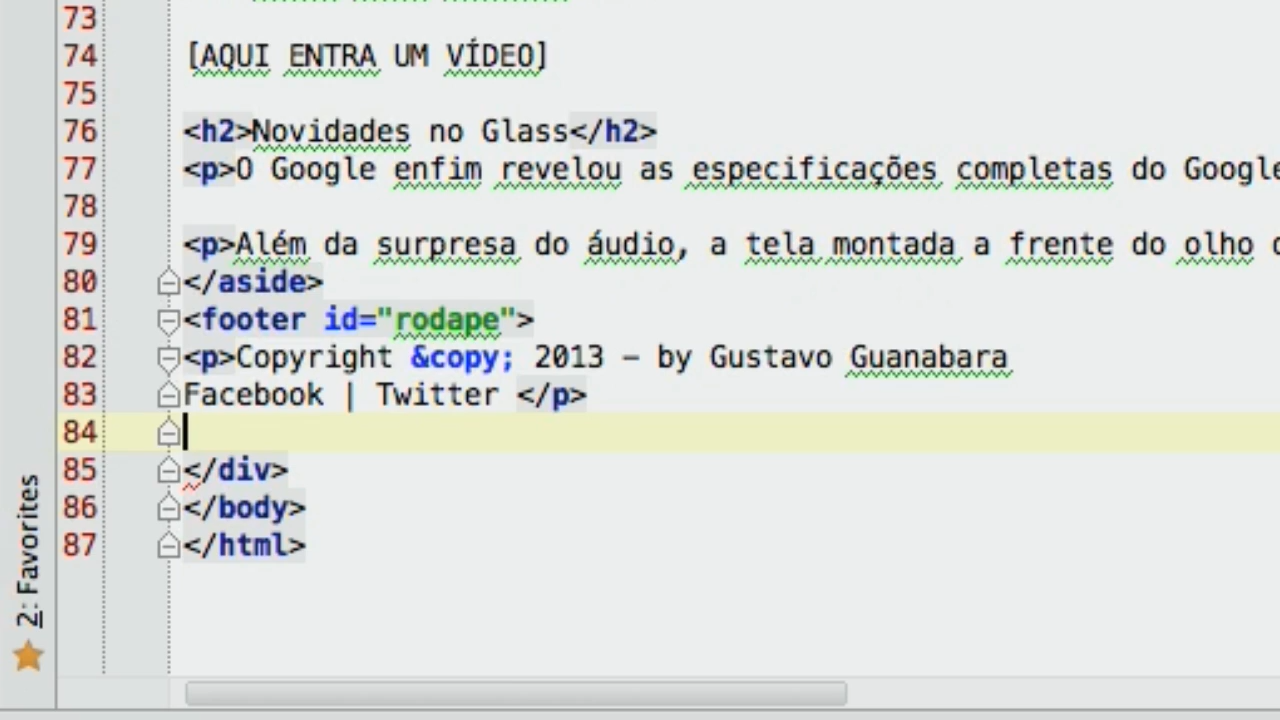 73
74 [AQUI ENTRA UM VÍDEO]
75
76 <h2>Novidades no Glass</h2>
77 <p>O Google enfim revelou as especificações completas do Google
78
79 <p>Além da surpresa do áudio, a tela montada a frente do olho
80 </aside>
81 <footer id="rodape">
82 <p>Copyright &copy; 2013 – by Gustavo Guanabara
83 Facebook | Twitter </p>
84
85 </div>
86 </body>
87 </html>
2: Favorites